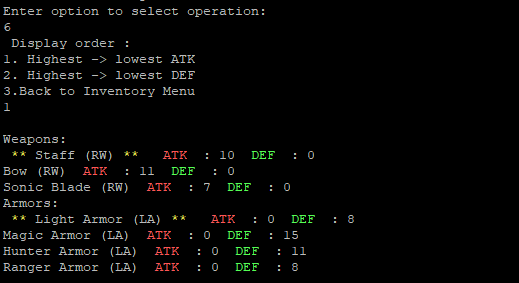 Enter option to select operation:
6
 Display order :
1. Highest -> lowest ATK
2. Highest -> lowest DEF
3.Back to Inventory Menu
1

Weapons:
 ** Staff (RW) **   ATK  : 10  DEF  : 0
Bow (RW)  ATK  : 11  DEF  : 0
Sonic Blade (RW)  ATK  : 7  DEF  : 0
Armors:
 ** Light Armor (LA) **   ATK  : 0  DEF  : 8
Magic Armor (LA)  ATK  : 0  DEF  : 15
Hunter Armor (LA)  ATK  : 0  DEF  : 11
Ranger Armor (LA)  ATK  : 0  DEF  : 8